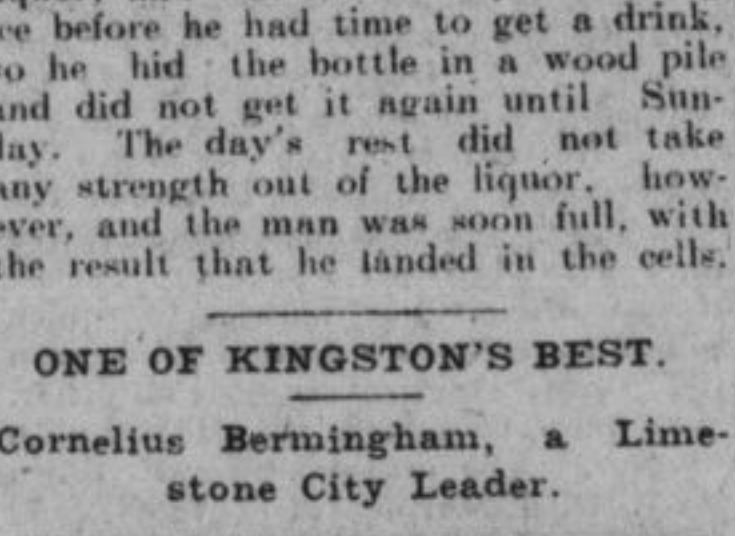 ce before he had time to get a drink,
so he hid the bottle in a wood pile
and did not get it again until Sun-
day. The day's rest did not take
any strength out of the liquor, how-
ever, and the man was soon full, with
the result that he landed in the cells.
ONE OF KINGSTON'S BEST.
Cornelius Bermingham, a Lime-
stone City Leader.